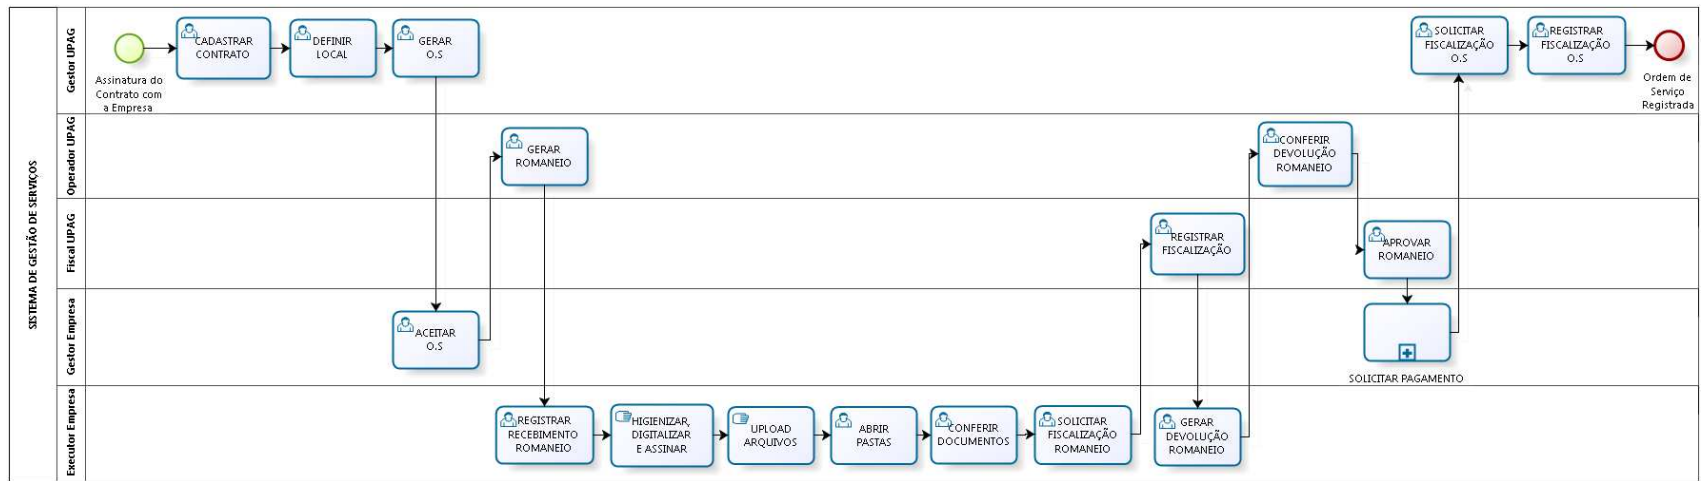 SISTEMA DE GESTÃO DE SERVIÇOS
Gestor UPAG
Assinatura do
Contrato com
a Empresa
CADASTRAR
CONTRATO
DEFINIR
LOCAL
GERAR
O.S
SOLICITAR
FISCALIZAÇÃO
O.S
REGISTRAR
FISCALIZAÇÃO
O.S
Ordem de
Serviço
Registrada
Operador UPAG
GERAR
ROMANEIO
CONFERIR
DEVOLUÇÃO
ROMANEIO
Fiscal UPAG
REGISTRAR
FISCALIZAÇÃO
APROVAR
ROMANEIO
Gestor Empresa
ACEITAR
O.S
SOLICITAR PAGAMENTO
Executor Empresa
REGISTRAR
RECEBIMENTO
ROMANEIO
HIGIENIZAR,
DIGITALIZAR
E ASSINAR
UPLOAD
ARQUIVOS
ABRIR
PASTAS
CONFERIR
DOCUMENTOS
SOLICITAR
FISCALIZAÇÃO
ROMANEIO
GERAR
DEVOLUÇÃO
ROMANEIO